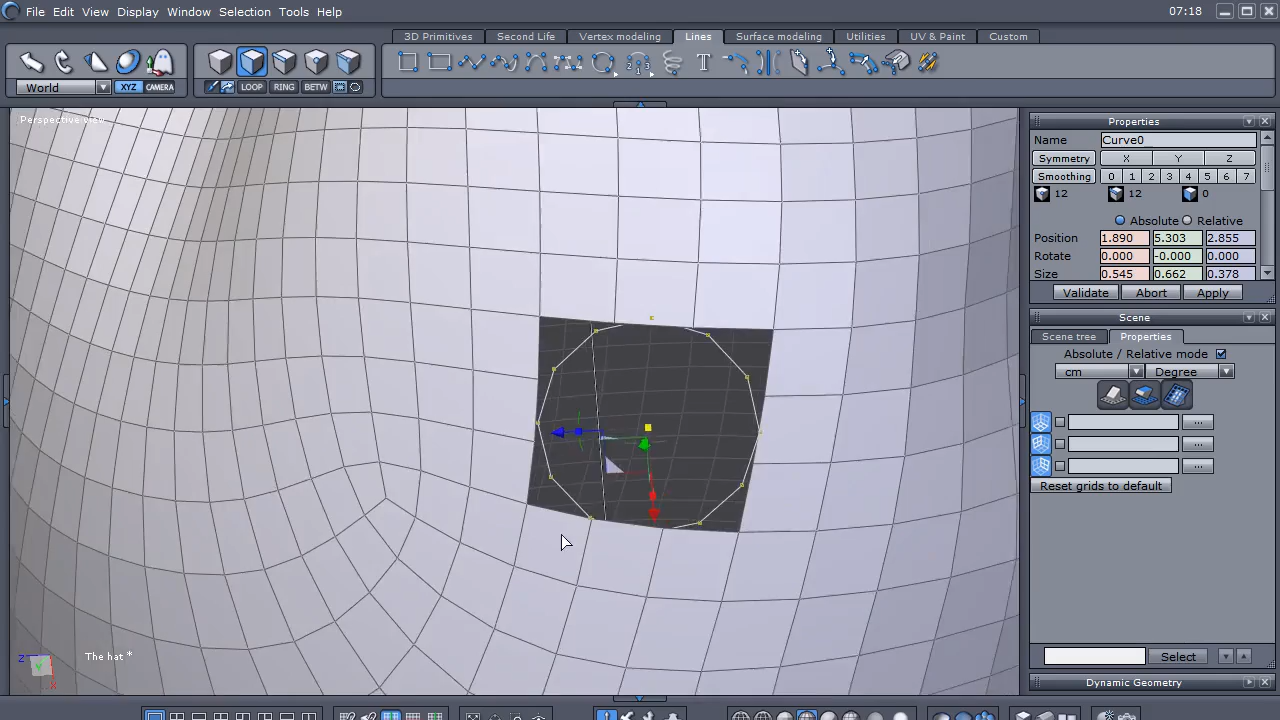 File Edit View Display Window Selection Tools Help
07:18
3D Primitives Second Life Vertex modeling Lines Surface modeling Utilities UV & Paint Custom
World XYZ CAMERA
LOOP RING BETW
Perspective view
Properties
Name Curve0_
Symmetry X Y Z
Smoothing 0 1 2 3 4 5 6 7
12 12 0
Absolute Relative
Position 1.890 5.303 2.855
Rotate 0.000 -0.000 0.000
Size 0.545 0.662 0.378
Validate Abort Apply
Scene
Scene tree Properties
Absolute / Relative mode
cm Degree
...
...
...
Reset grids to default
Select
Dynamic Geometry
Z Y X
The hat *